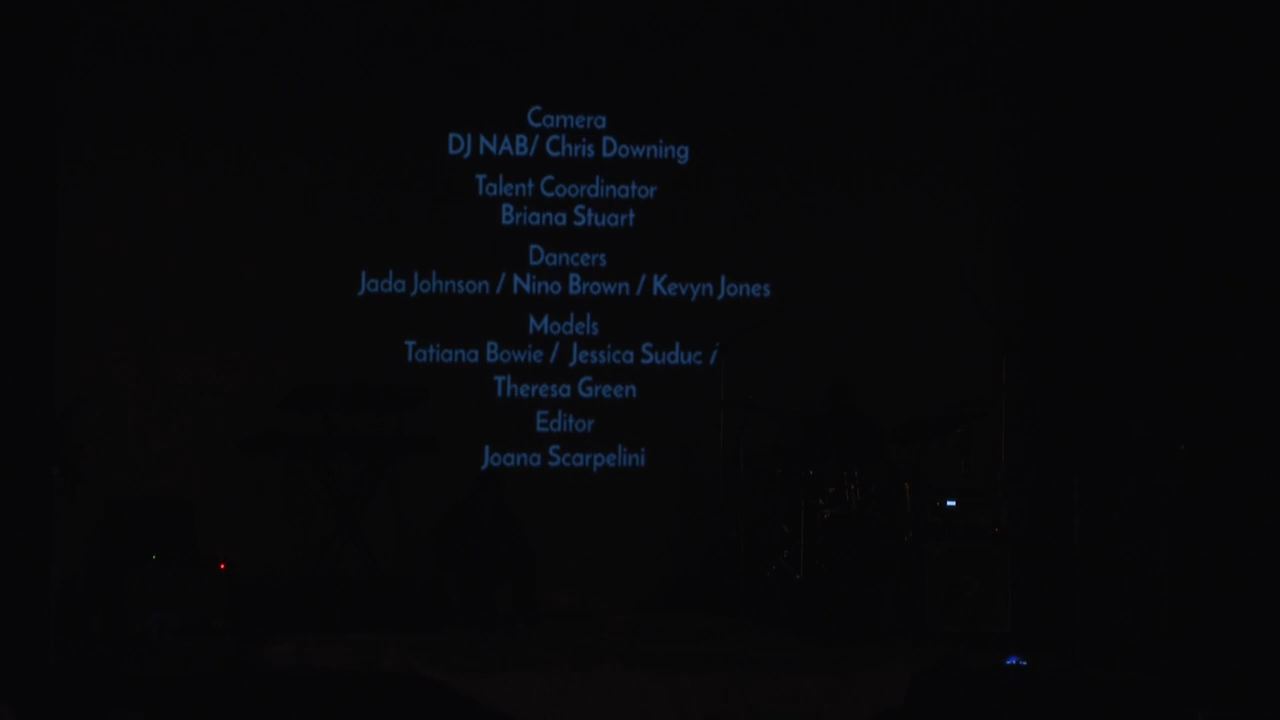 Camera
DJ NAB/ Chris Downing
Talent Coordinator
Briana Stuart
Dancers
Jada Johnson / Nino Brown / Kevyn Jones
Models
Tatiana Bowie / Jessica Suduc /
Theresa Green
Editor
Joana Scarpelini